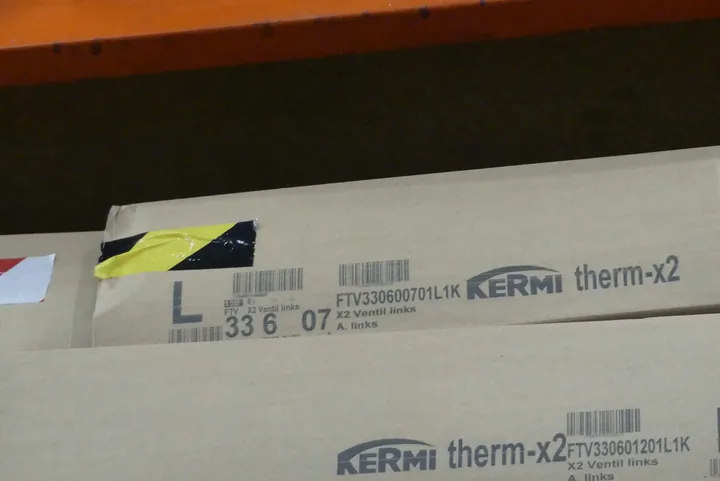 L
FTV X2 Ventil links
33 6 07
FTV330600701L1K
X2 Ventil links
A. links
KERMI therm-x2
KERMI therm-x2
FTV330601201L1K
X2 Ventil links
A. links